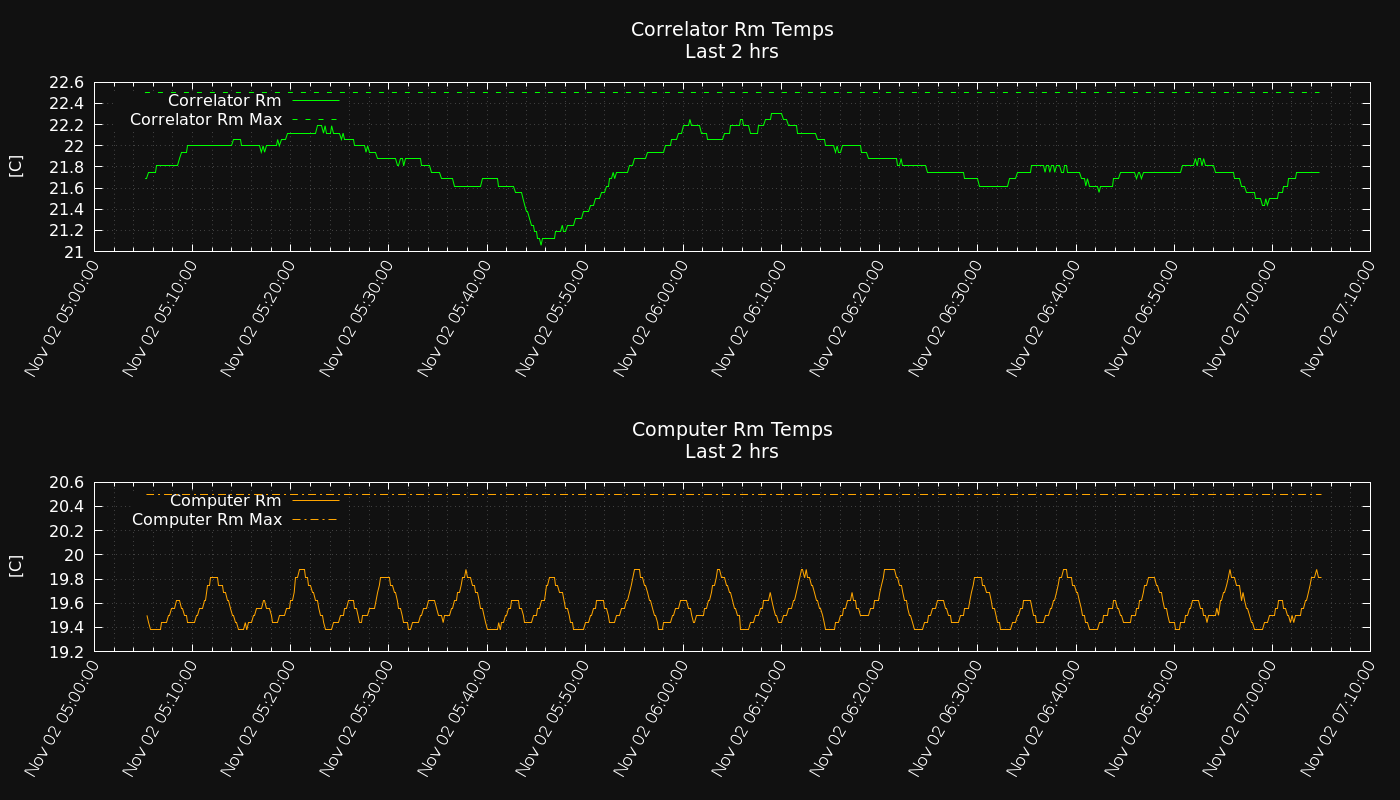 Correlator Rm Temps
Last 2 hrs
22.6
22.4
22.2
22
21.8
21.6
21.4
21.2
21
[C]
Correlator Rm
Correlator Rm Max
Nov 02 05:00:00
Nov 02 05:10:00
Nov 02 05:20:00
Nov 02 05:30:00
Nov 02 05:40:00
Nov 02 05:50:00
Nov 02 06:00:00
Nov 02 06:10:00
Nov 02 06:20:00
Nov 02 06:30:00
Nov 02 06:40:00
Nov 02 06:50:00
Nov 02 07:00:00
Nov 02 07:10:00
Computer Rm Temps
Last 2 hrs
20.6
20.4
20.2
20
19.8
19.6
19.4
19.2
[C]
Computer Rm
Computer Rm Max
Nov 02 05:00:00
Nov 02 05:10:00
Nov 02 05:20:00
Nov 02 05:30:00
Nov 02 05:40:00
Nov 02 05:50:00
Nov 02 06:00:00
Nov 02 06:10:00
Nov 02 06:20:00
Nov 02 06:30:00
Nov 02 06:40:00
Nov 02 06:50:00
Nov 02 07:00:00
Nov 02 07:10:00